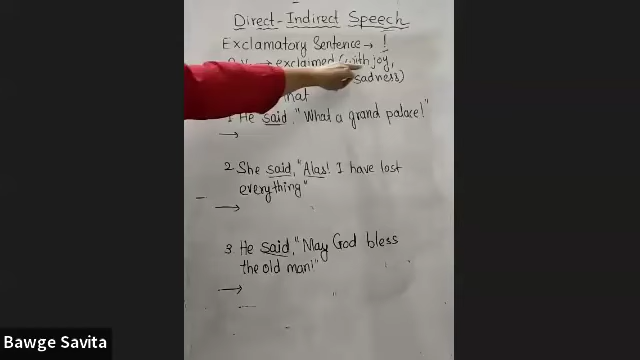 Direct-Indirect Speech
Exclamatory Sentence → !
→ exclaimed (with joy,
sadness)
that
1 He said, "What a grand palace!"
→
2 She said, "Alas! I have lost
everything"
→
3 He said, "May God bless
the old man!"
→
Bawge Savita